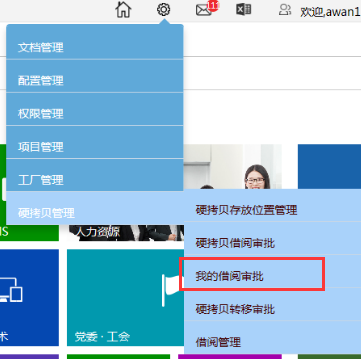 11
欢迎,awan1
文档管理
配置管理
权限管理
项目管理
工厂管理
硬拷贝管理
硬拷贝存放位置管理
硬拷贝借阅审批
我的借阅审批
硬拷贝转移审批
借阅管理
人力资源
党委·工会
术